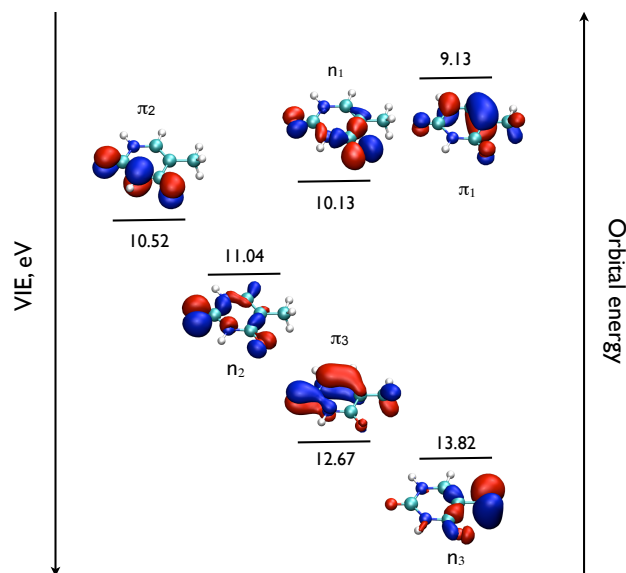 9.13
n1
π2
π1
10.13
10.52
11.04
VIE, eV
Orbital energy
π3
n2
12.67
13.82
n3